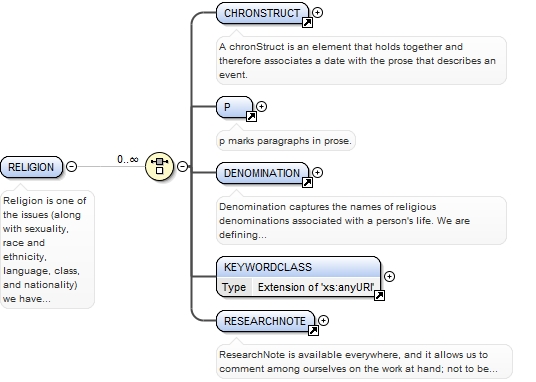 CHRONSTRUCT
A chronStruct is an element that holds together and
therefore associates a date with the prose that describes an
event.
P
p marks paragraphs in prose.
RELIGION
0..∞
Religion is one of
the issues (along
with sexuality,
race and
ethnicity,
language, class,
and nationality)
we have...
DENOMINATION
Denomination captures the names of religious
denominations associated with a person's life. We are
defining...
KEYWORDCLASS
Type Extension of 'xs:anyURI'
RESEARCHNOTE
ResearchNote is available everywhere, and it allows us to
comment among ourselves on the work at hand; not to be...